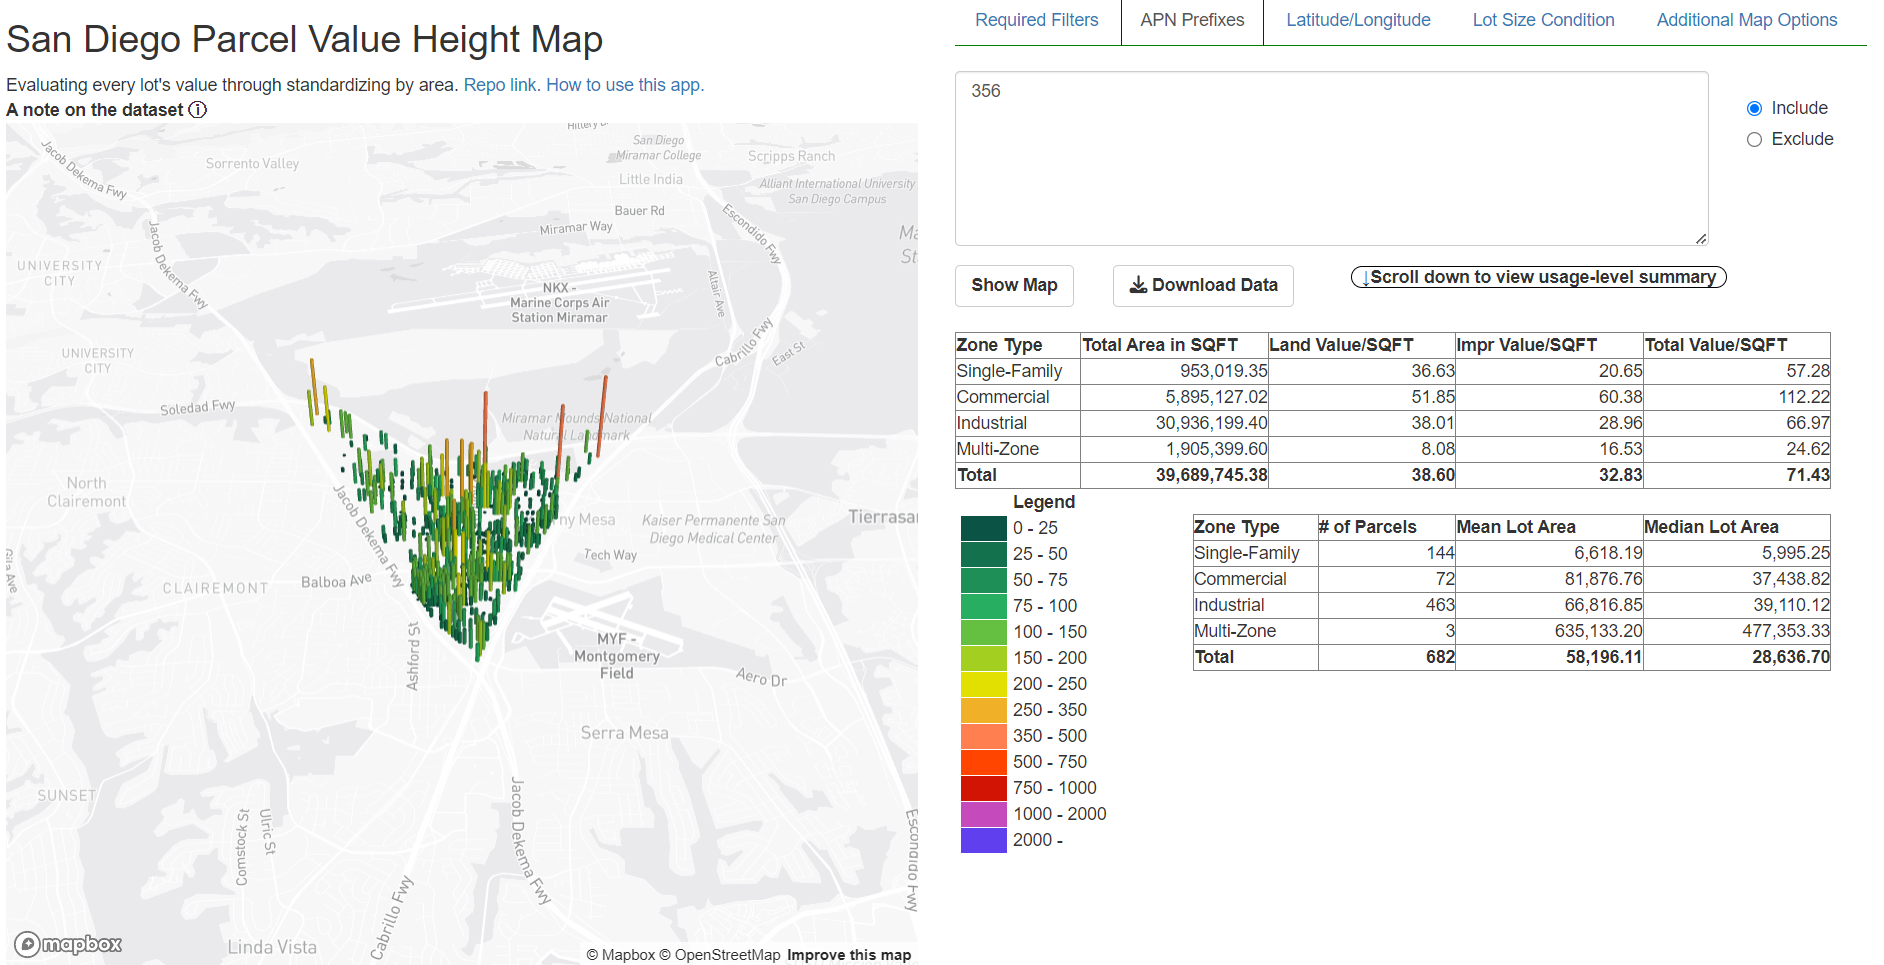 San Diego Parcel Value Height Map
Evaluating every lot's value through standardizing by area. Repo link. How to use this app.
A note on the dataset
Required Filters
APN Prefixes
Latitude/Longitude
Lot Size Condition
Additional Map Options
356
Include
Exclude
Show Map
Download Data
↓Scroll down to view usage-level summary
Zone Type Total Area in SQFT Land Value/SQFT Impr Value/SQFT Total Value/SQFT
Single-Family 953,019.35 36.63 20.65 57.28
Commercial 5,895,127.02 51.85 60.38 112.22
Industrial 30,936,199.40 38.01 28.96 66.97
Multi-Zone 1,905,399.60 8.08 16.53 24.62
Total 39,689,745.38 38.60 32.83 71.43
Legend
0 - 25
25 - 50
50 - 75
75 - 100
100 - 150
150 - 200
200 - 250
250 - 350
350 - 500
500 - 750
750 - 1000
1000 - 2000
2000 -
Zone Type # of Parcels Mean Lot Area Median Lot Area
Single-Family 144 6,618.19 5,995.25
Commercial 72 81,876.76 37,438.82
Industrial 463 66,816.85 39,110.12
Multi-Zone 3 635,133.20 477,353.33
Total 682 58,196.11 28,636.70
Jacob Dekema Fwy
Sorrento Valley
San Diego
Miramar College
Scripps Ranch
Little India
Alliant International University
San Diego Campus
Bauer Rd
Miramar Way
Escondido Fwy
Jacob Dekema Fwy
UNIVERSITY
CITY
NKX -
Marine Corps Air
Station Miramar
Altair Ave
Cabrillo Fwy
East St
UNIVERSITY
CITY
Soledad Fwy
Miramar Mounds National
Natural Landmark
North
Clairemont
Jacob Dekema Fwy
ny Mesa
Kaiser Permanente San
Diego Medical Center
Tierrasa
Tech Way
CLAIREMONT
Balboa Ave
Ashford St
MYF -
Montgomery
Field
Aero Dr
Serra Mesa
SUNSET
Comstock St
Ulric St
Jacob Dekema Fwy
Escondido Fwy
Cabrillo Fwy
Linda Vista
mapbox
© Mapbox © OpenStreetMap Improve this map